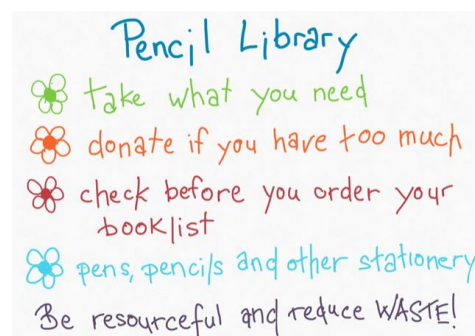 Pencil Library
take what you need
donate if you have too much
check before you order your
booklist
pens, pencils and other stationery
Be resourceful and reduce WASTE!